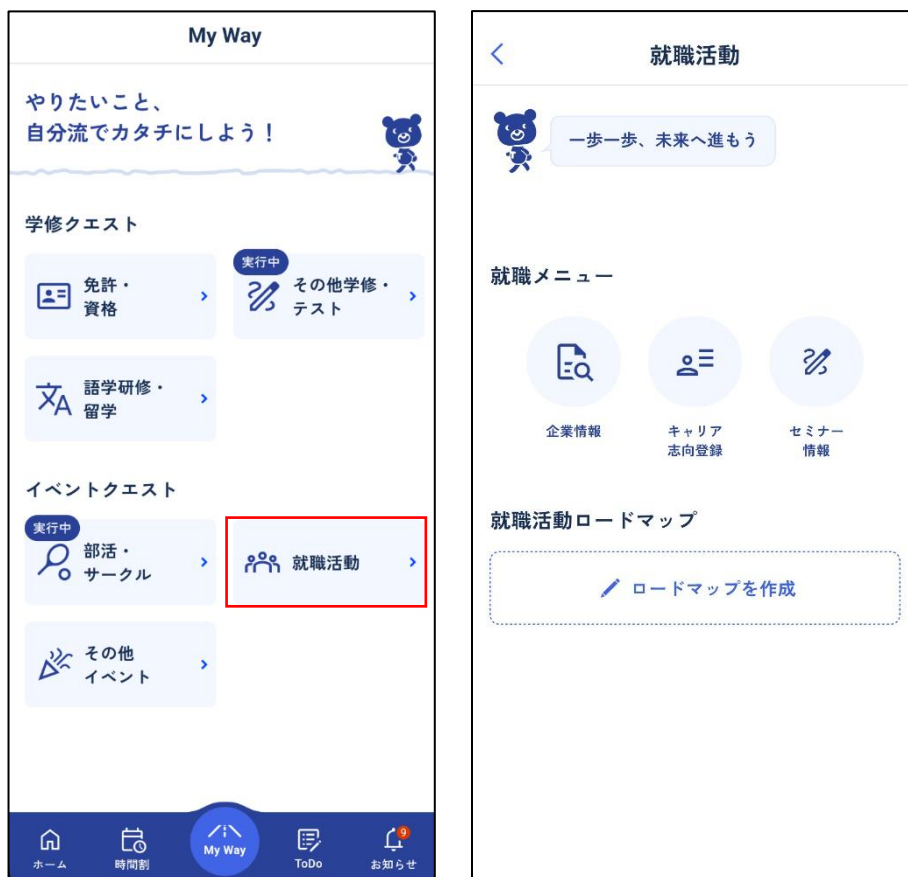 My Way
やりたいこと、
自分流でカタチにしよう！
学修クエスト
免許・
資格
実行中
その他学修・
テスト
語学研修・
留学
イベントクエスト
実行中
部活・
サークル
就職活動
その他
イベント
ホーム
時間割
My Way
ToDo
9
お知らせ
就職活動
一歩一歩、未来へ進もう
就職メニュー
企業情報
キャリア
志向登録
セミナー
情報
就職活動ロードマップ
ロードマップを作成